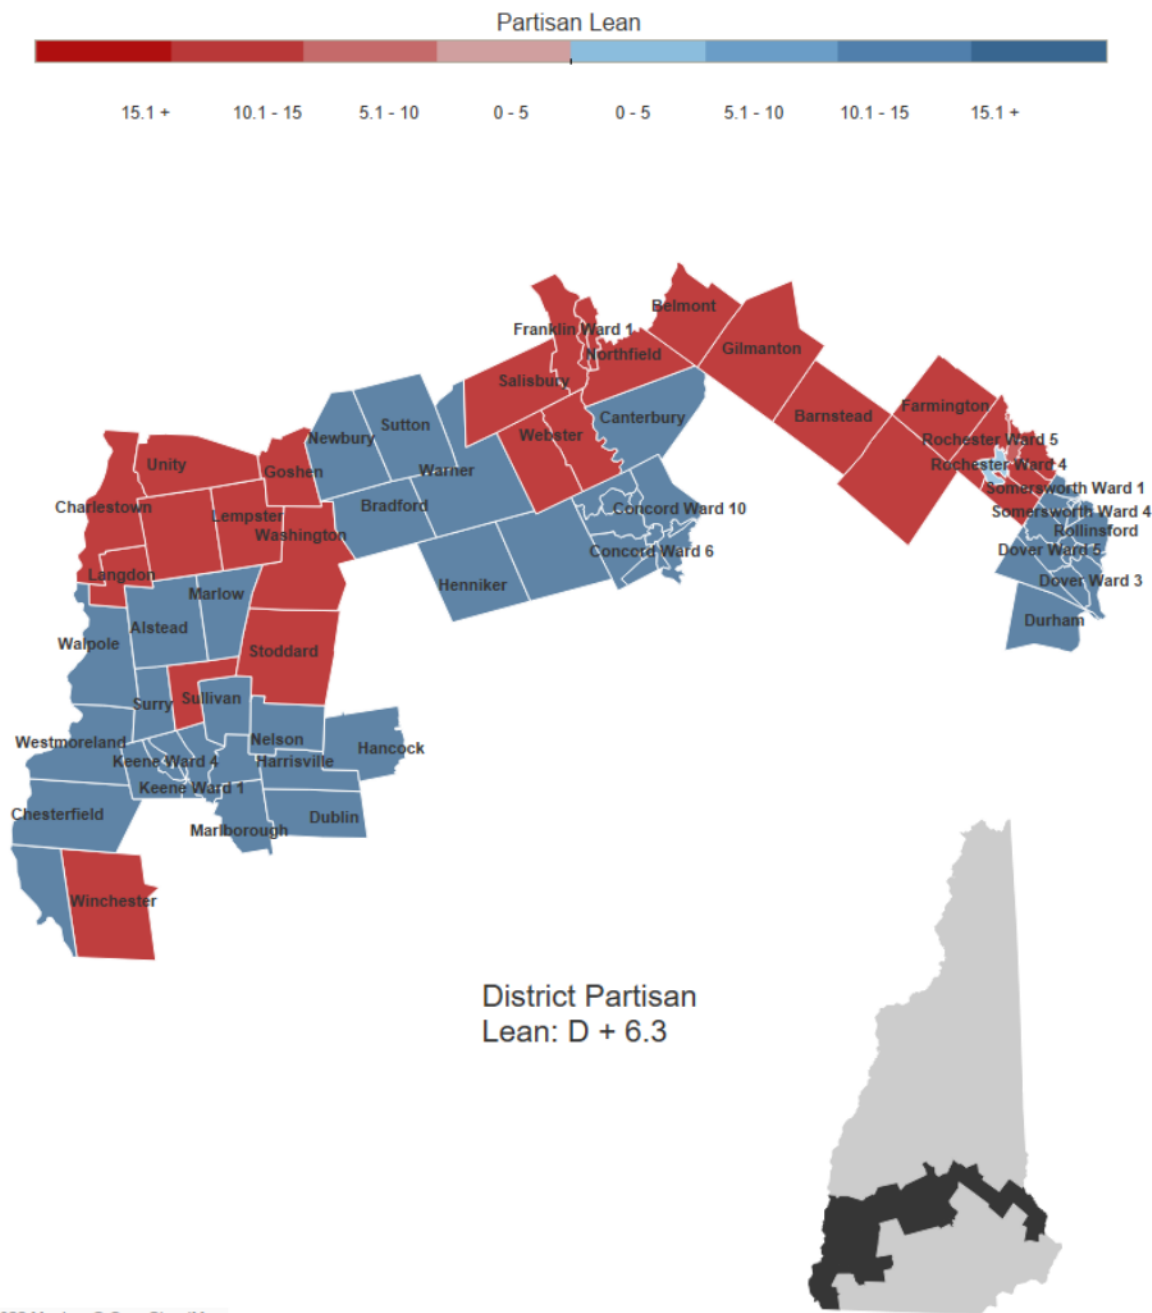 Partisan Lean
15.1 + 10.1 - 15 5.1 - 10 0 - 5 0 - 5 5.1 - 10 10.1 - 15 15.1 +
Belmont
Franklin Ward 1
Gilmanton
Northfield
Salisbury
Farmington
Barnstead
Canterbury
Sutton
Newbury
Webster
Rochester Ward 5
Unity
Goshen
Warner
Rochester Ward 4
Somersworth Ward 1
Charlestown
Bradford
Concord Ward 10
Somersworth Ward 4
Lempster
Washington
Rollinsford
Concord Ward 6
Dover Ward 5
Langdon
Henniker
Dover Ward 3
Marlow
Alstead
Durham
Walpole
Stoddard
Surry
Sullivan
Westmoreland
Nelson
Hancock
Keene Ward 4
Harrisville
Keene Ward 1
Chesterfield
Dublin
Marlborough
Winchester
District Partisan
Lean: D + 6.3